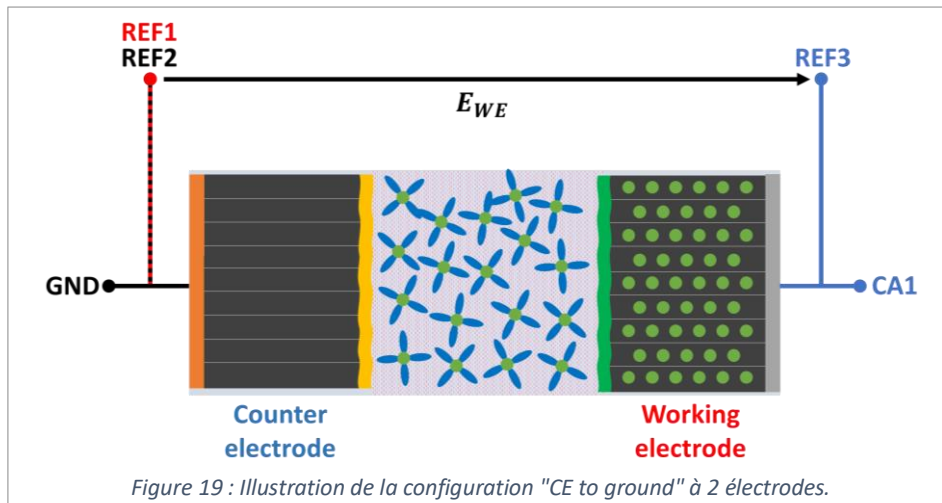 REF1
REF2
REF3
E_WE
GND
CA1
Counter
electrode
Working
electrode
Figure 19 : Illustration de la configuration "CE to ground" à 2 électrodes.